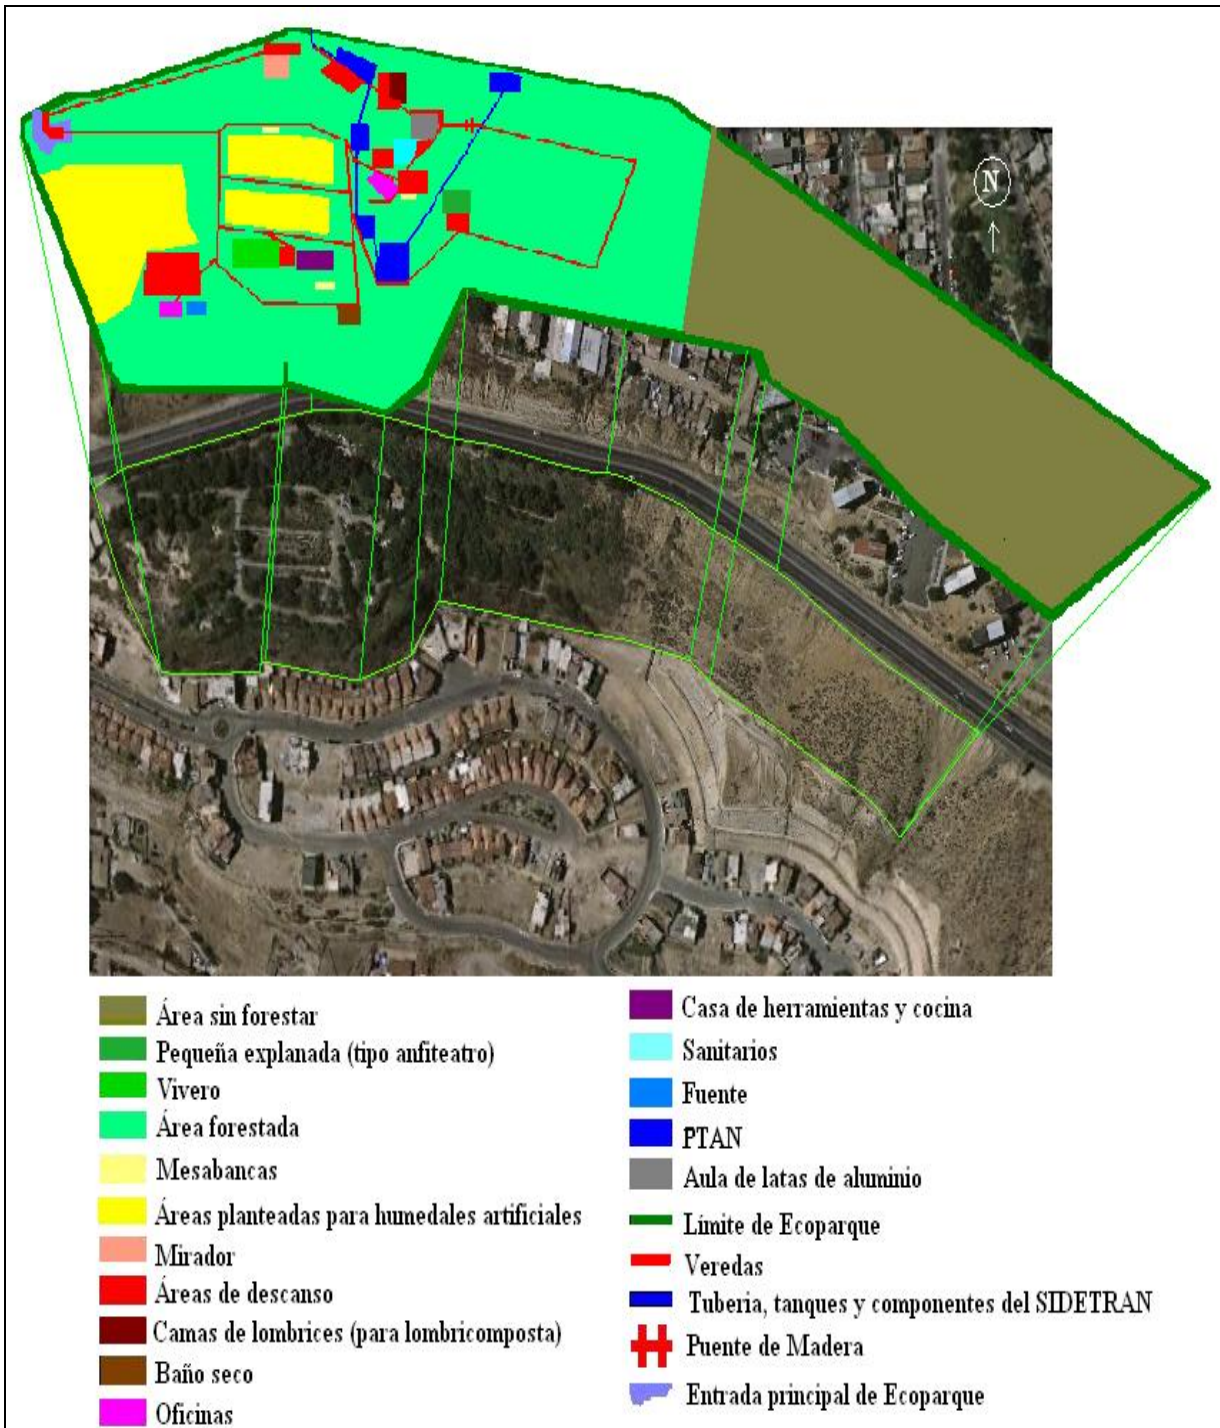 N
Área sin forestar
Pequeña explanada (tipo anfiteatro)
Vivero
Área forestada
Mesabancas
Áreas planteadas para humedales artificiales
Mirador
Áreas de descanso
Camas de lombrices (para lombricomposta)
Baño seco
Oficinas
Casa de herramientas y cocina
Sanitarios
Fuente
PTAN
Aula de latas de aluminio
Límite de Ecoparque
Veredas
Tuberia, tanques y componentes del SIDETRAN
Puente de Madera
Entrada principal de Ecoparque